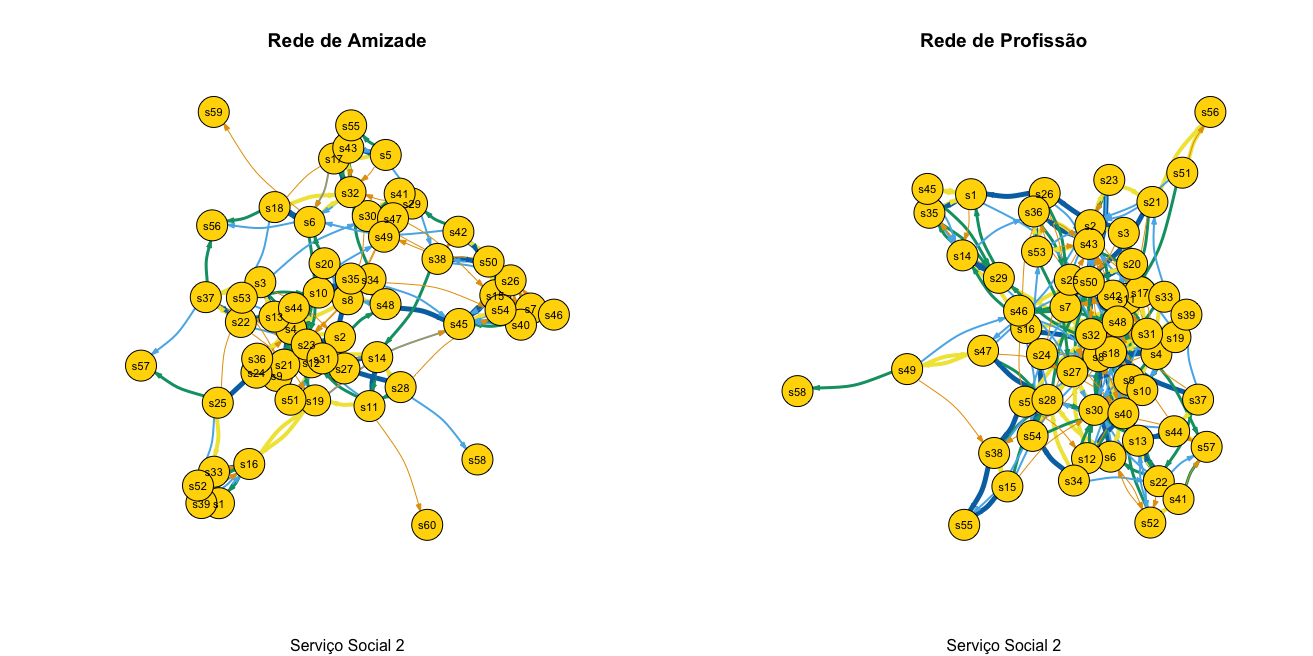 Rede de Amizade
s59
s55
s43
s17
s5
s32
s41
s29
s18
s30
s47
s6
s56
s49
s42
s38
s50
s20
s3
s35
s34
s26
s37
s53
s10
s8
s15
s48
s44
s54
s7
s46
s13
s22
s4
s45
s40
s2
s23
s36
s31
s14
s21
s12
s57
s24
s9
s27
s28
s25
s51
s19
s11
s58
s16
s33
s52
s39
s1
s60
Serviço Social 2
Rede de Profissão
s56
s51
s23
s45
s1
s26
s21
s35
s36
s2
s3
s43
s53
s14
s20
s29
s25
s50
s42
s17
s33
s7
s46
s39
s48
s16
s32
s31
s19
s47
s24
s18
s4
s49
s27
s9
s58
s10
s5
s28
s37
s30
s40
s54
s44
s13
s57
s38
s12
s6
s34
s22
s15
s41
s55
s52
Serviço Social 2